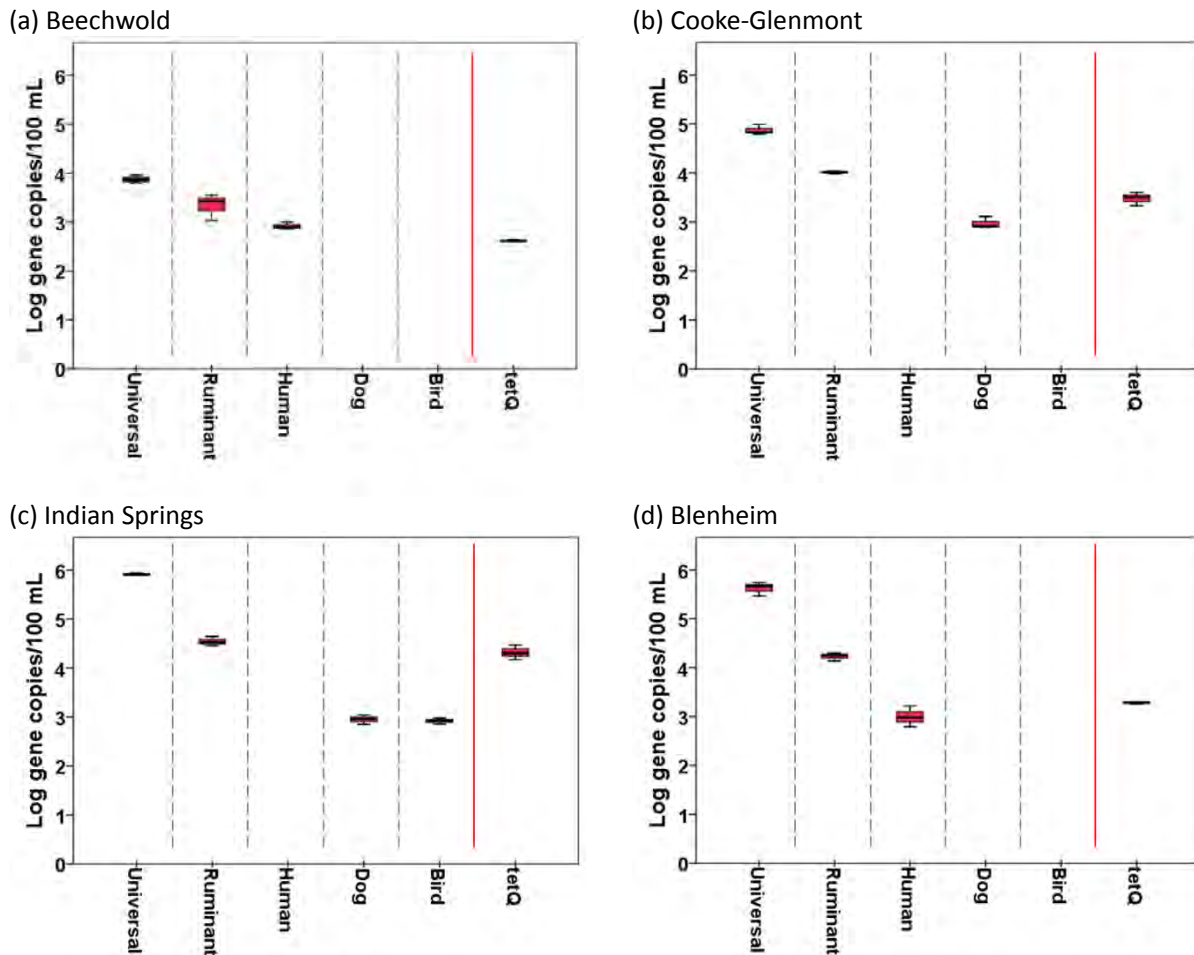 (a) Beechwold
(b) Cooke-Glenmont
Log gene copies/100 mL
6
5
4
3
2
1
0
Universal
Ruminant
Human
Dog
Bird
tetQ
Log gene copies/100 mL
6
5
4
3
2
1
0
Universal
Ruminant
Human
Dog
Bird
tetQ
(c) Indian Springs
(d) Blenheim
Log gene copies/100 mL
6
5
4
3
2
1
0
Universal
Ruminant
Human
Dog
Bird
tetQ
Log gene copies/100 mL
6
5
4
3
2
1
0
Universal
Ruminant
Human
Dog
Bird
tetQ